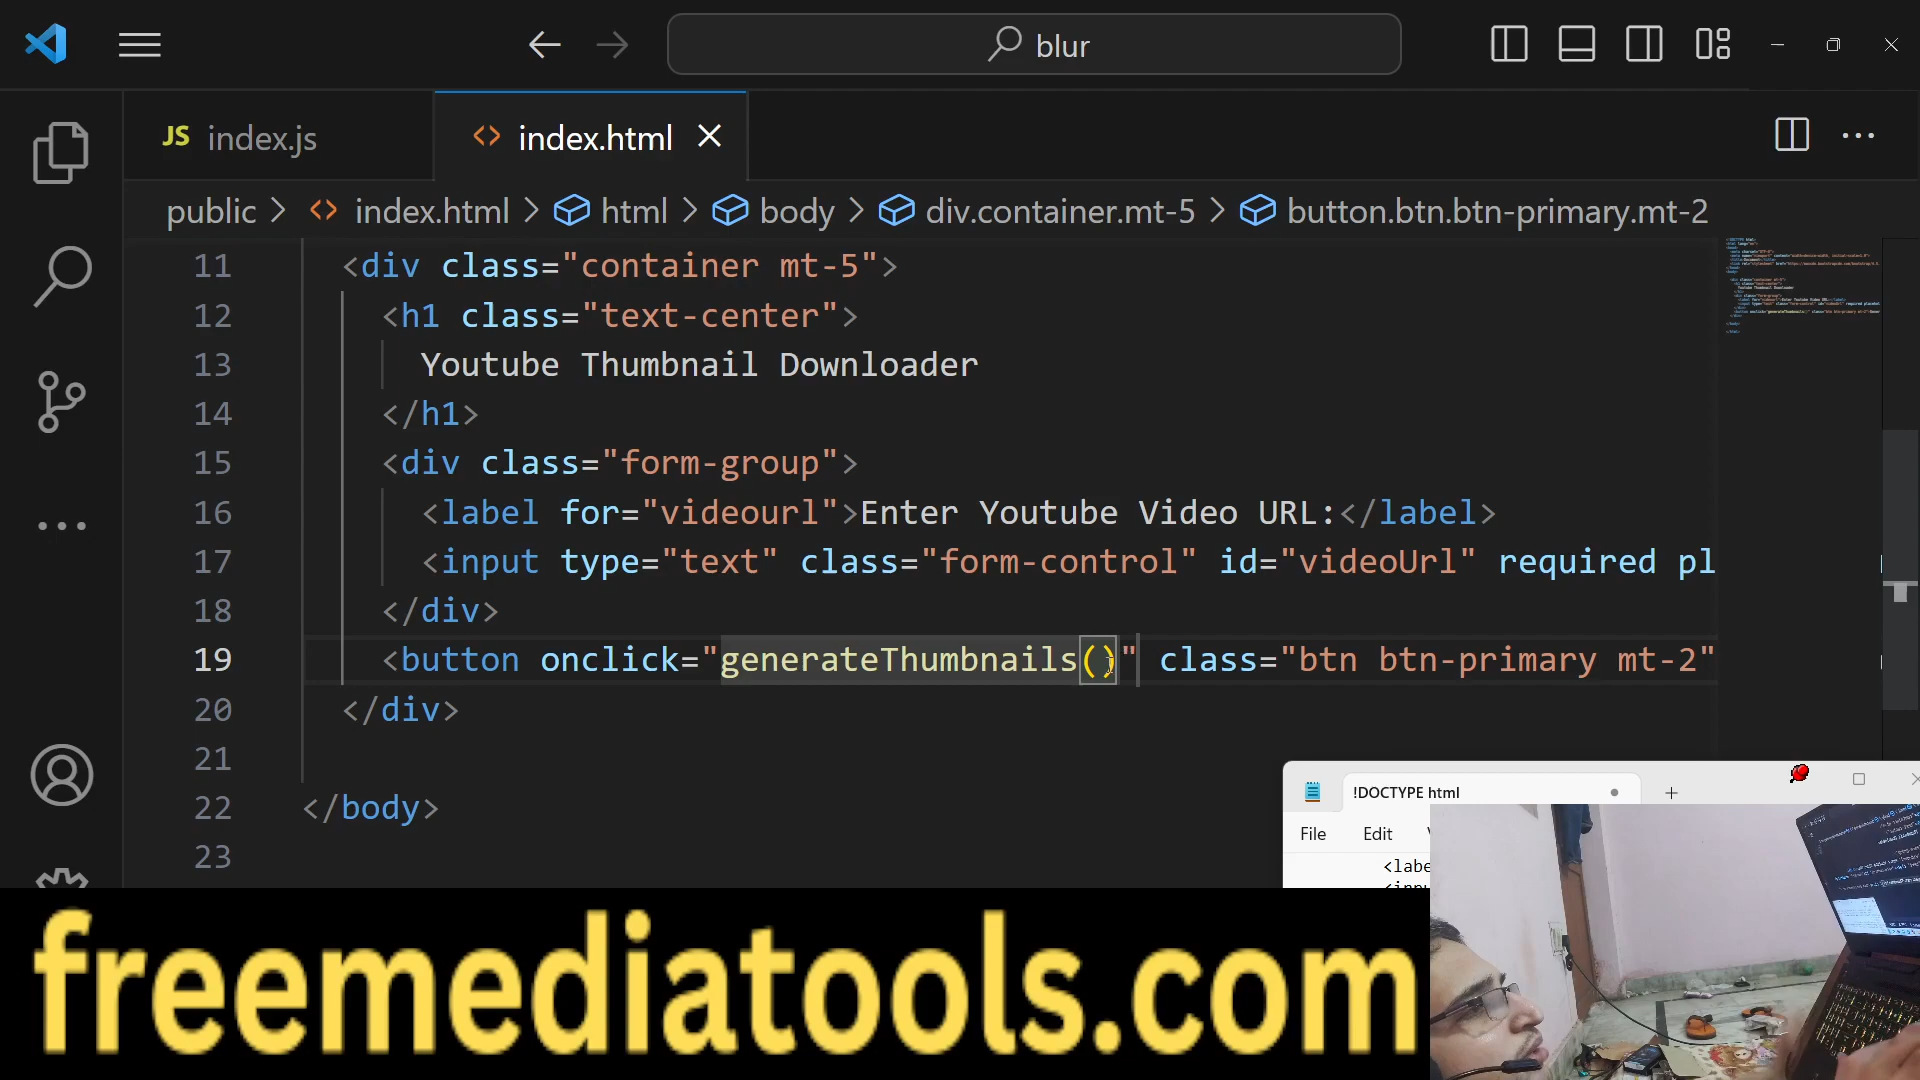 blur
JS index.js
<> index.html
public > <> index.html > html > body > div.container.mt-5 > button.btn.btn-primary.mt-2
11 <div class="container mt-5">
12 <h1 class="text-center">
13 Youtube Thumbnail Downloader
14 </h1>
15 <div class="form-group">
16 <label for="videourl">Enter Youtube Video URL:</label>
17 <input type="text" class="form-control" id="videoUrl" required pl
18 </div>
19 <button onclick="generateThumbnails()" class="btn btn-primary mt-2"
20 </div>
21
22 </body>
23
!DOCTYPE html
File Edit
<labe
freemediatools.com